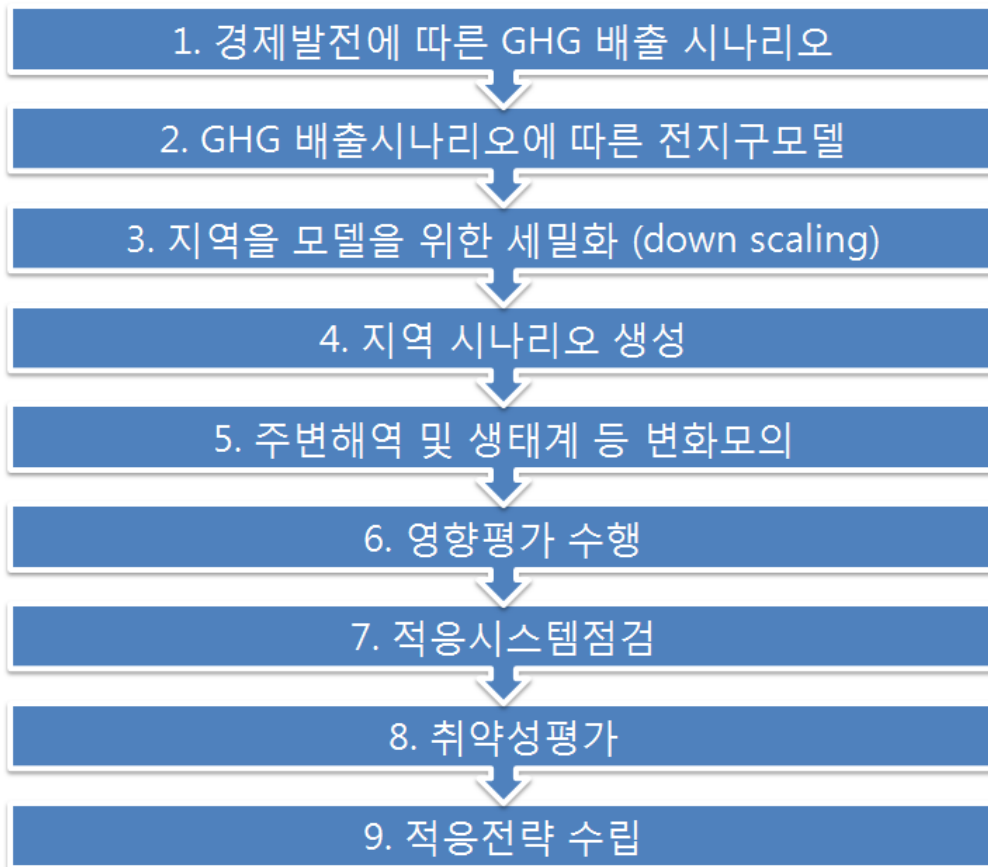 1. 경제발전에 따른 GHG 배출 시나리오
2. GHG 배출시나리오에 따른 전지구모델
3. 지역을 모델을 위한 세밀화 (down scaling)
4. 지역 시나리오 생성
5. 주변해역 및 생태계 등 변화모의
6. 영향평가 수행
7. 적응시스템점검
8. 취약성평가
9. 적응전략 수립